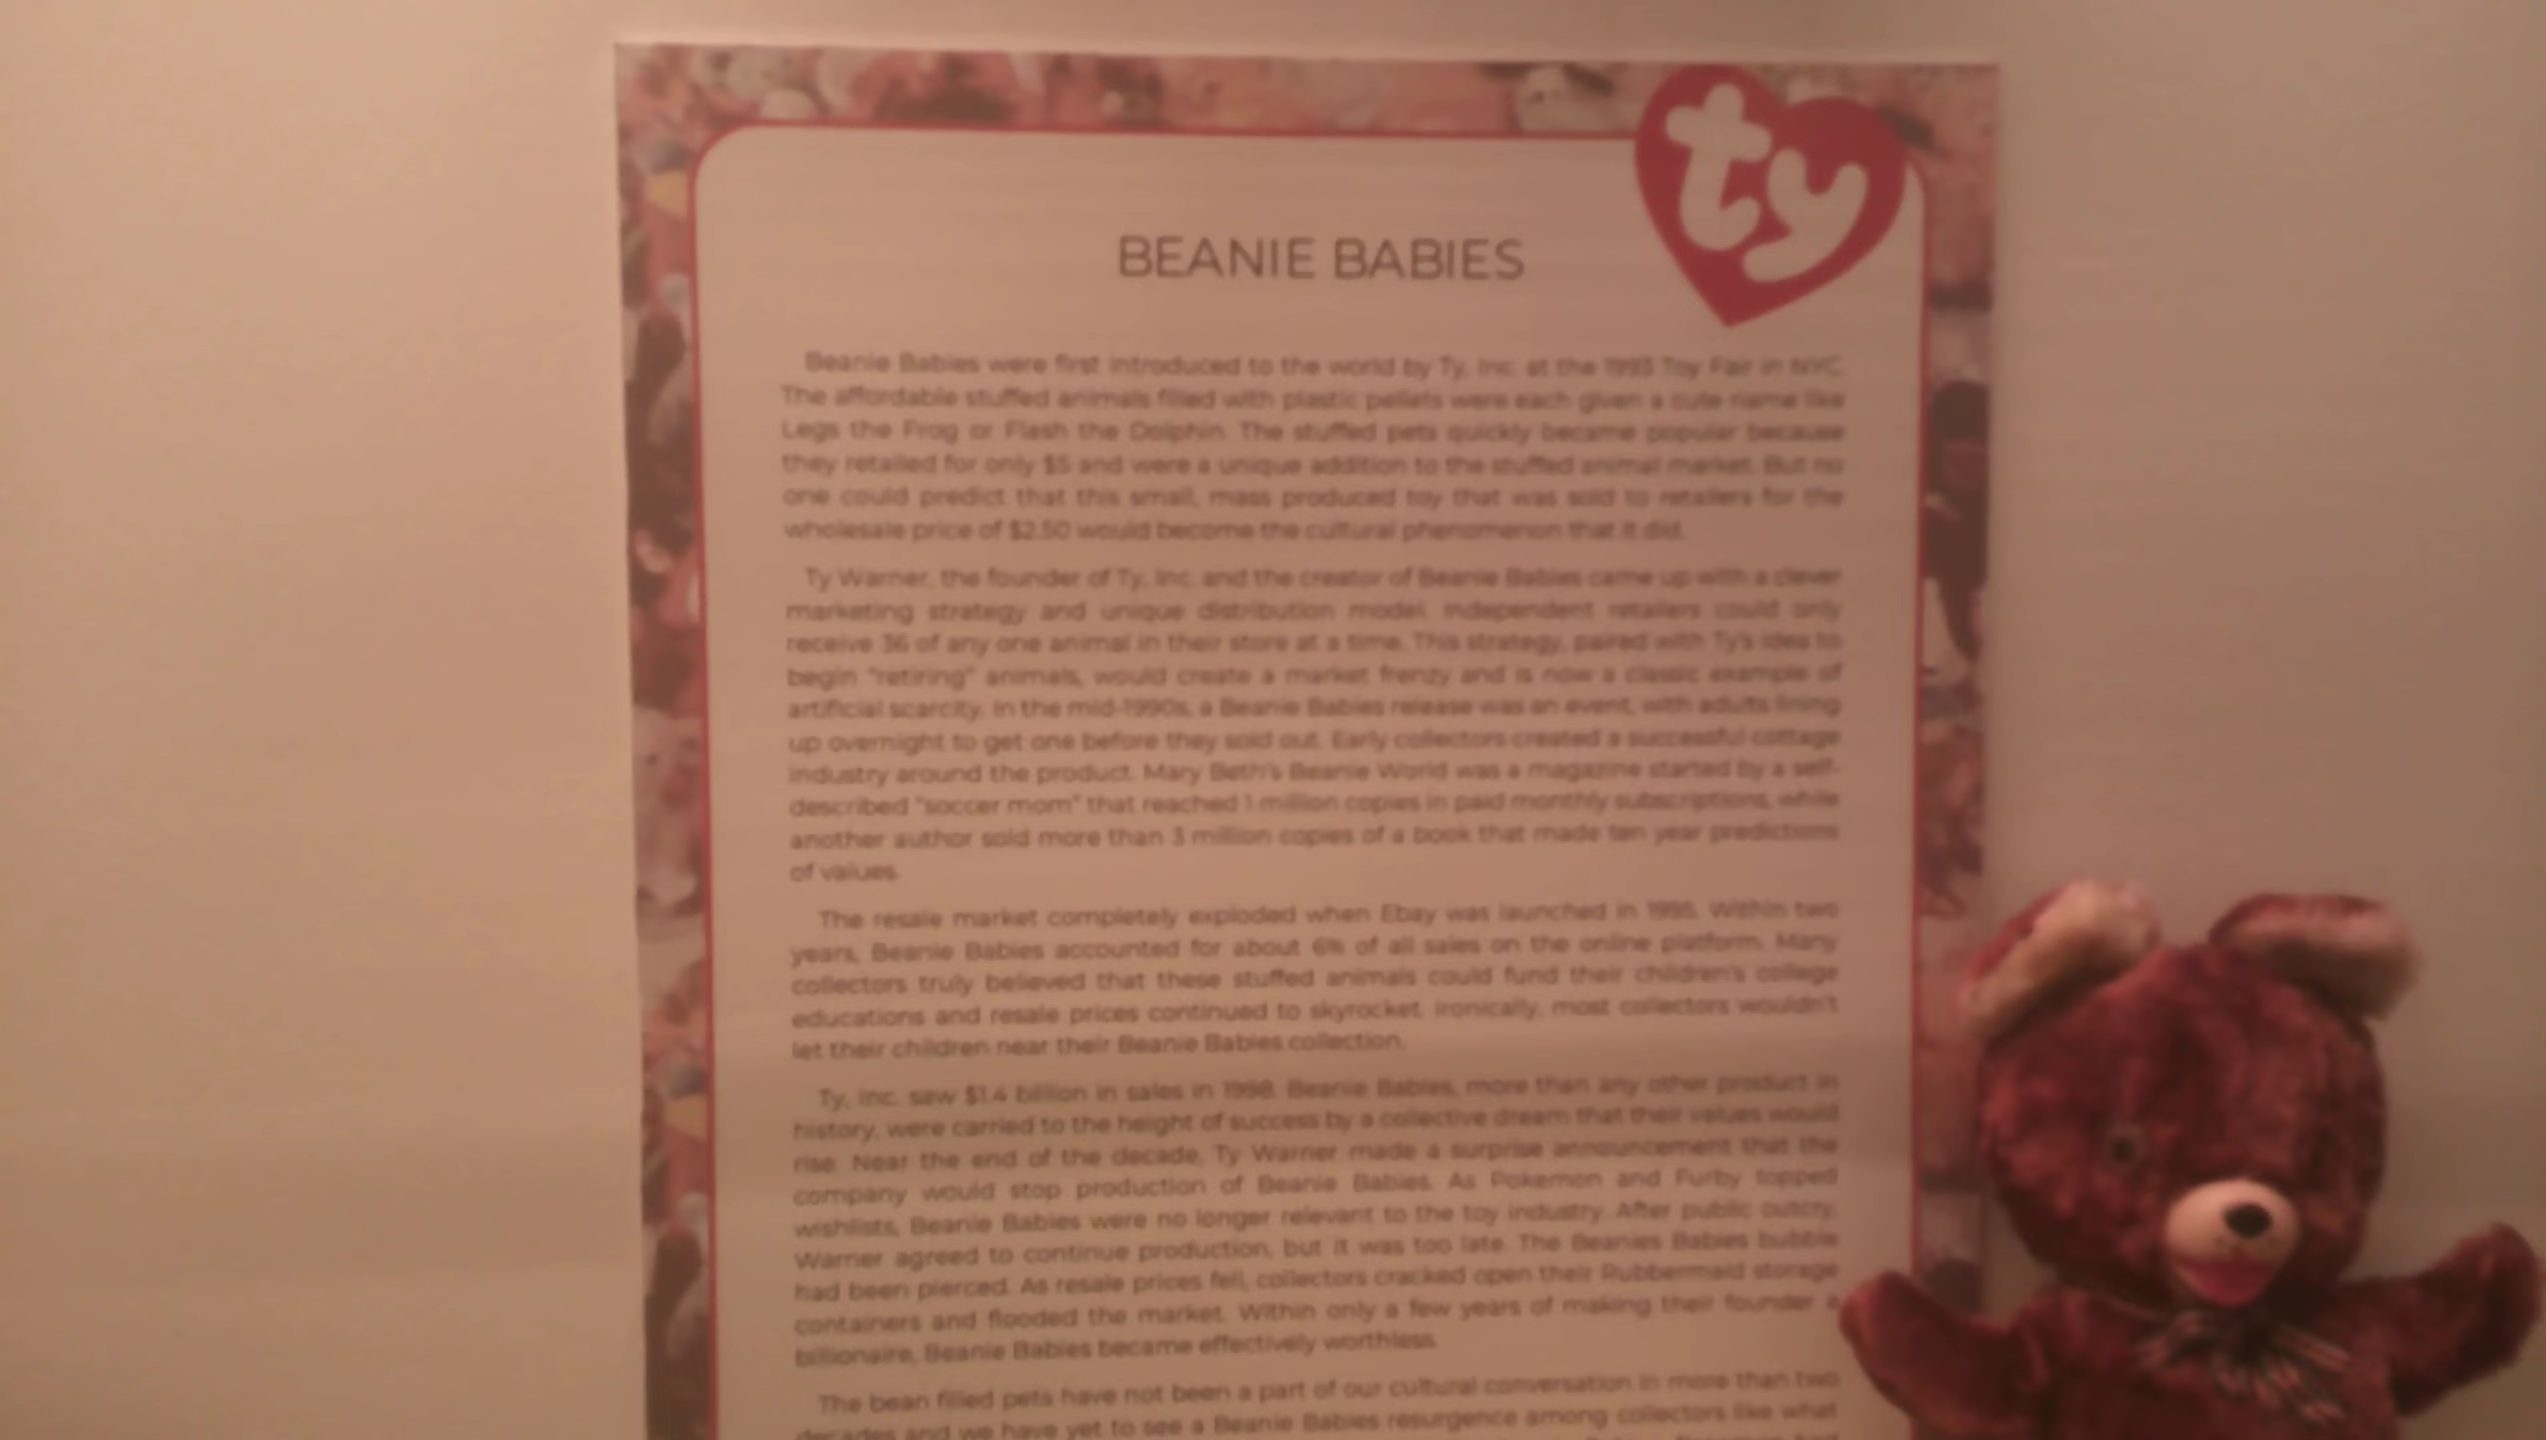 ty
BEANIE BABIES
Beanie Babies were first introduced to the world by Ty, Inc. at the 1993 Toy Fair in NYC.
The affordable stuffed animals filled with plastic pellets were each given a cute name like
Legs the Frog or Flash the Dolphin. The stuffed pets quickly became popular because
they retailed for only $5 and were a unique addition to the stuffed animal market. But no
one could predict that this small, mass produced toy that was sold to retailers for the
wholesale price of $2.50 would become the cultural phenomenon that it did.
Ty Warner, the founder of Ty, Inc. and the creator of Beanie Babies came up with a clever
marketing strategy and unique distribution model. Independent retailers could only
receive 36 of any one animal in their store at a time. This strategy, paired with Ty's idea to
begin "retiring" animals, would create a market frenzy and is now a classic example of
artificial scarcity. In the mid-1990s, a Beanie Babies release was an event, with adults lining
up overnight to get one before they sold out. Early collectors created a successful cottage
industry around the product. Mary Beth's Beanie World was a magazine started by a self-
described "soccer mom" that reached 1 million copies in paid monthly subscriptions, while
another author sold more than 3 million copies of a book that made ten year predictions
of values.
The resale market completely exploded when Ebay was launched in 1995. Within two
years, Beanie Babies accounted for about 6% of all sales on the online platform. Many
collectors truly believed that these stuffed animals could fund their children's college
educations and resale prices continued to skyrocket. Ironically, most collectors wouldn't
let their children near their Beanie Babies collection.
Ty, Inc. saw $1.4 billion in sales in 1998. Beanie Babies, more than any other product in
history, were carried to the height of success by a collective dream that their values would
rise. Near the end of the decade, Ty Warner made a surprise announcement that the
company would stop production of Beanie Babies. As Pokemon and Furby topped
wishlists, Beanie Babies were no longer relevant to the toy industry. After public outcry,
Warner agreed to continue production, but it was too late. The Beanies Babies bubble
had been pierced. As resale prices fell, collectors cracked open their Rubbermaid storage
containers and flooded the market. Within only a few years of making their founder a
billionaire, Beanie Babies became effectively worthless.
The bean filled pets have not been a part of our cultural conversation in more than two
decades and we have yet to see a Beanie Babies resurgence among collectors like what